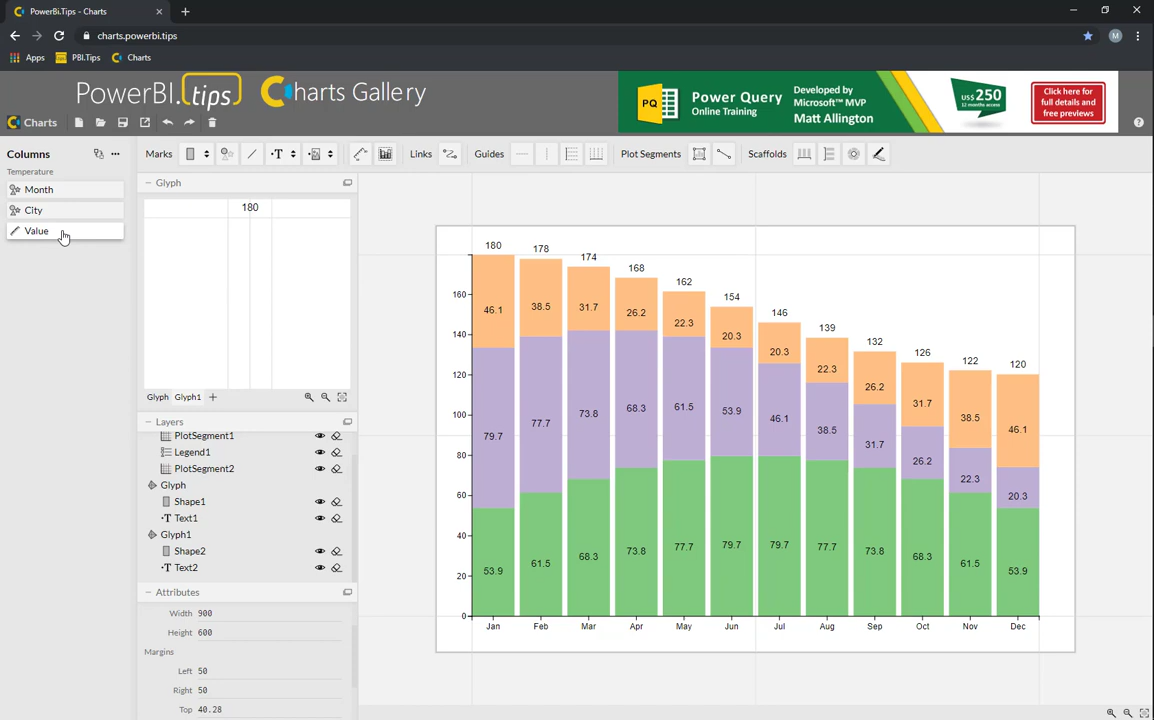 PowerBi.Tips - Charts
charts.powerbi.tips
M
Apps
PBI.Tips
Charts
PowerBI.tips
Charts Gallery
PQ
Power Query
Online Training
Developed by
Microsoft™ MVP
Matt Allington
US$ 250
12 months access
Click here for
full details and
free previews
Charts
Columns
Temperature
Month
City
Value
Marks
T
Links
Guides
Plot Segments
Scaffolds
Glyph
180
Glyph Glyph1 +
Layers
PlotSegment1
Legend1
PlotSegment2
Glyph
Shape1
T Text1
Glyph1
Shape2
T Text2
Attributes
Width 900
Height 600
Margins
Left 50
Right 50
Top 40.28
180 178 174 168 162 154 146 139 132 126 122 120
46.1 38.5 31.7 26.2 22.3 20.3 20.3 22.3 26.2 31.7 38.5 46.1
79.7 77.7 73.8 68.3 61.5 53.9 46.1 38.5 31.7 26.2 22.3 20.3
53.9 61.5 68.3 73.8 77.7 79.7 79.7 77.7 73.8 68.3 61.5 53.9
160
140
120
100
80
60
40
20
0
Jan Feb Mar Apr May Jun Jul Aug Sep Oct Nov Dec